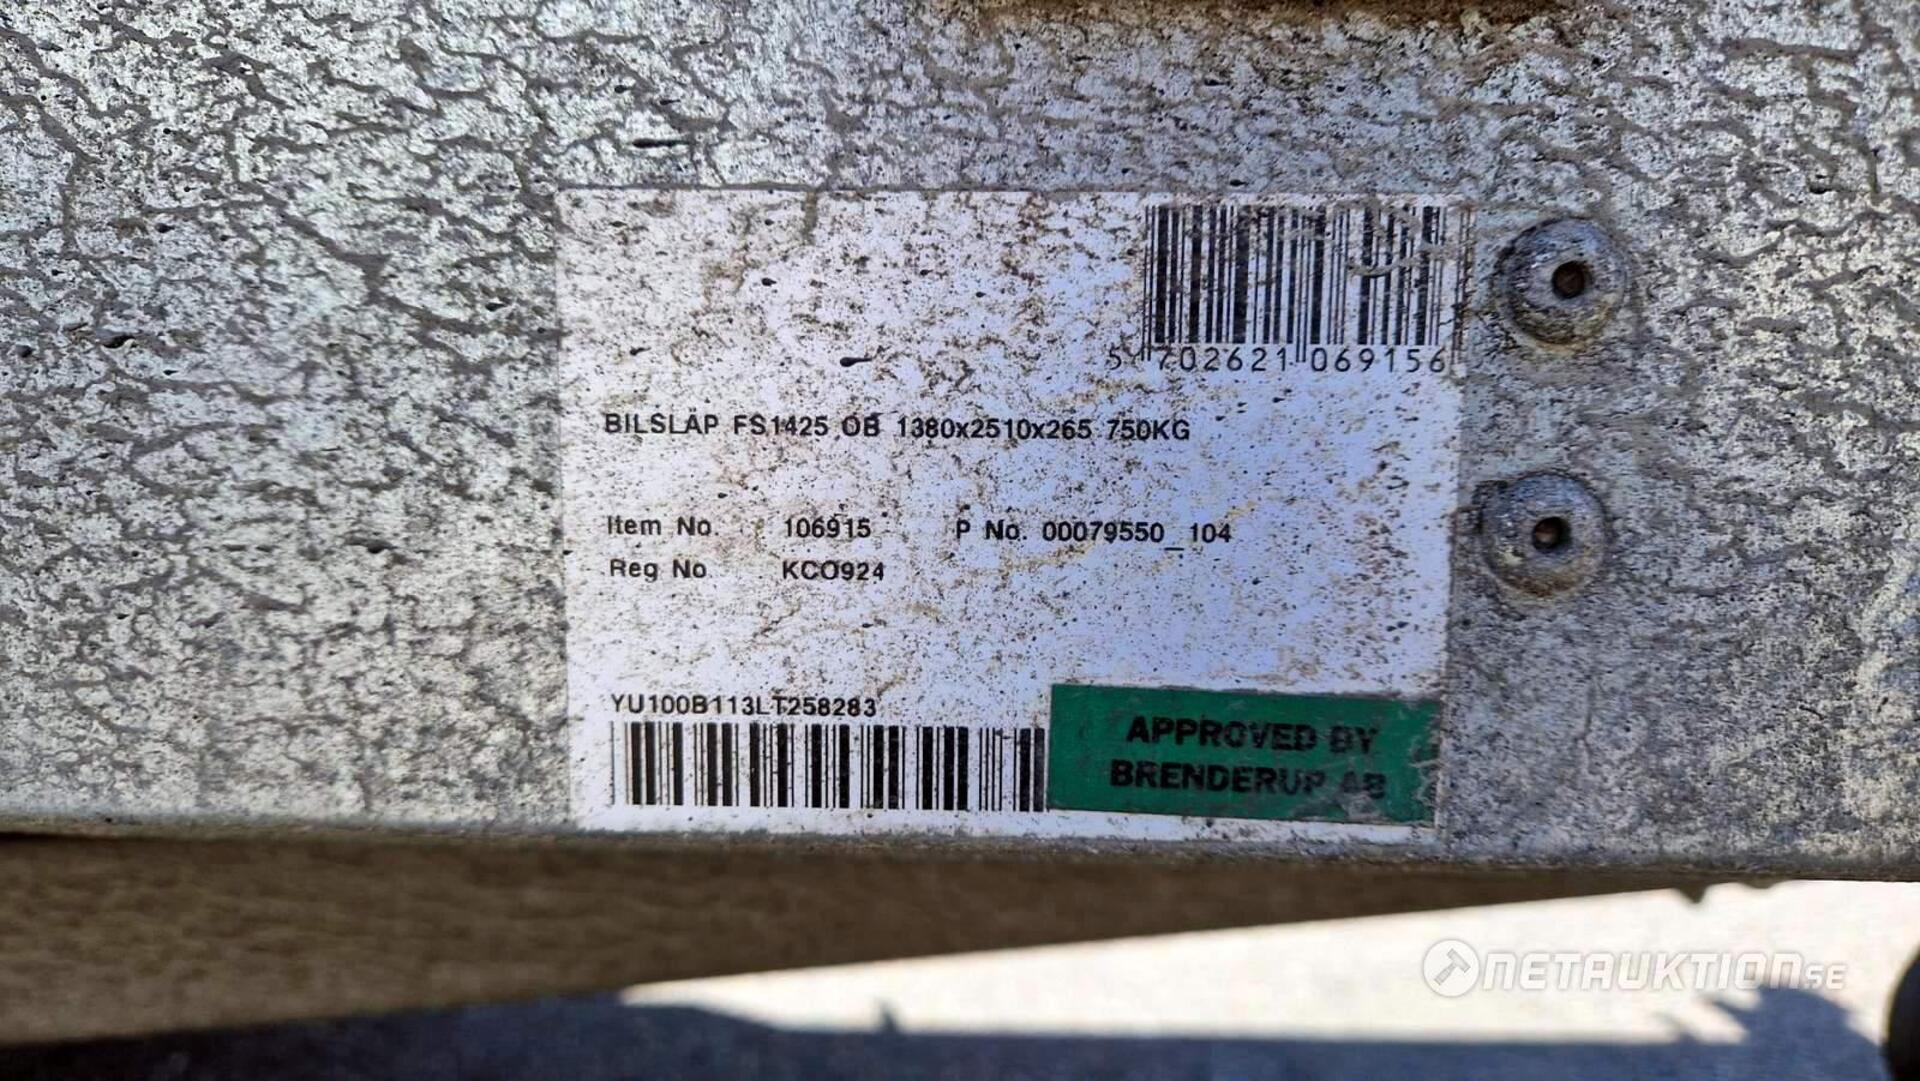 5 702621 069156
BILSLÄP FS1425 OB 1380x2510x265 750KG
Item No. 106915 P No. 00079550_104
Reg No. KCO924
YU100B113LT258283
APPROVED BY
BRENDERUP AB
NETAUKTION.SE